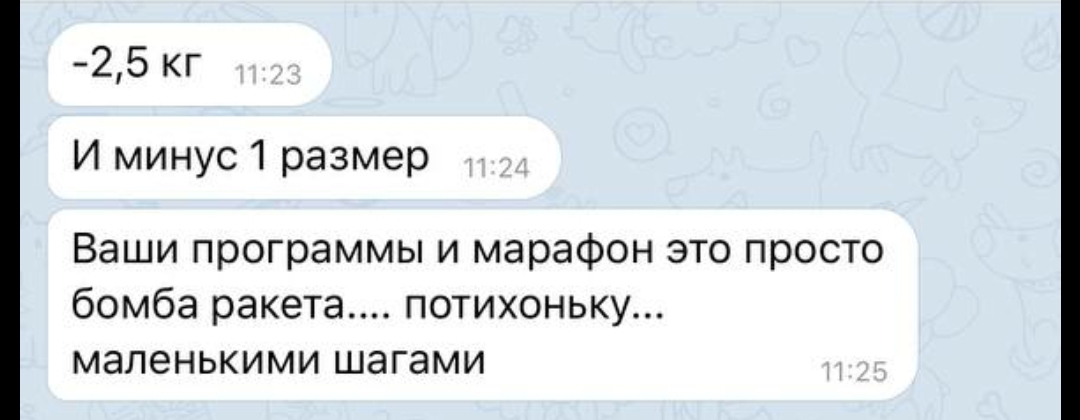 -2,5 кг 11:23
И минус 1 размер 11:24
Ваши программы и марафон это просто
бомба ракета.... потихоньку...
маленькими шагами 11:25